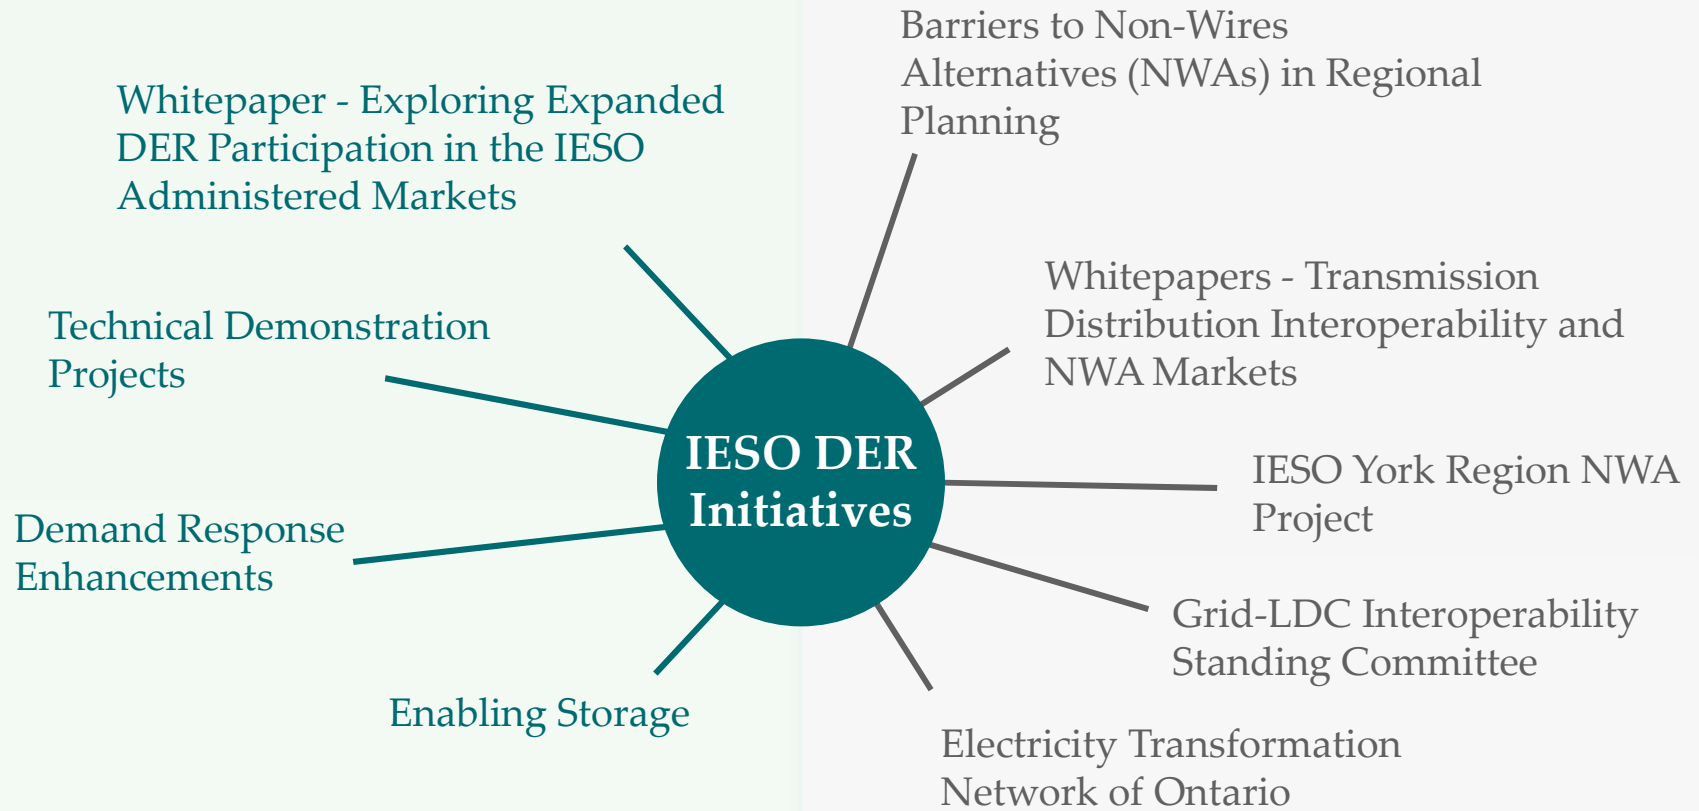 Whitepaper - Exploring Expanded
DER Participation in the IESO
Administered Markets
Technical Demonstration
Projects
Demand Response
Enhancements
Enabling Storage
IESO DER
Initiatives
Barriers to Non-Wires
Alternatives (NWAs) in Regional
Planning
Whitepapers - Transmission
Distribution Interoperability and
NWA Markets
IESO York Region NWA
Project
Grid-LDC Interoperability
Standing Committee
Electricity Transformation
Network of Ontario